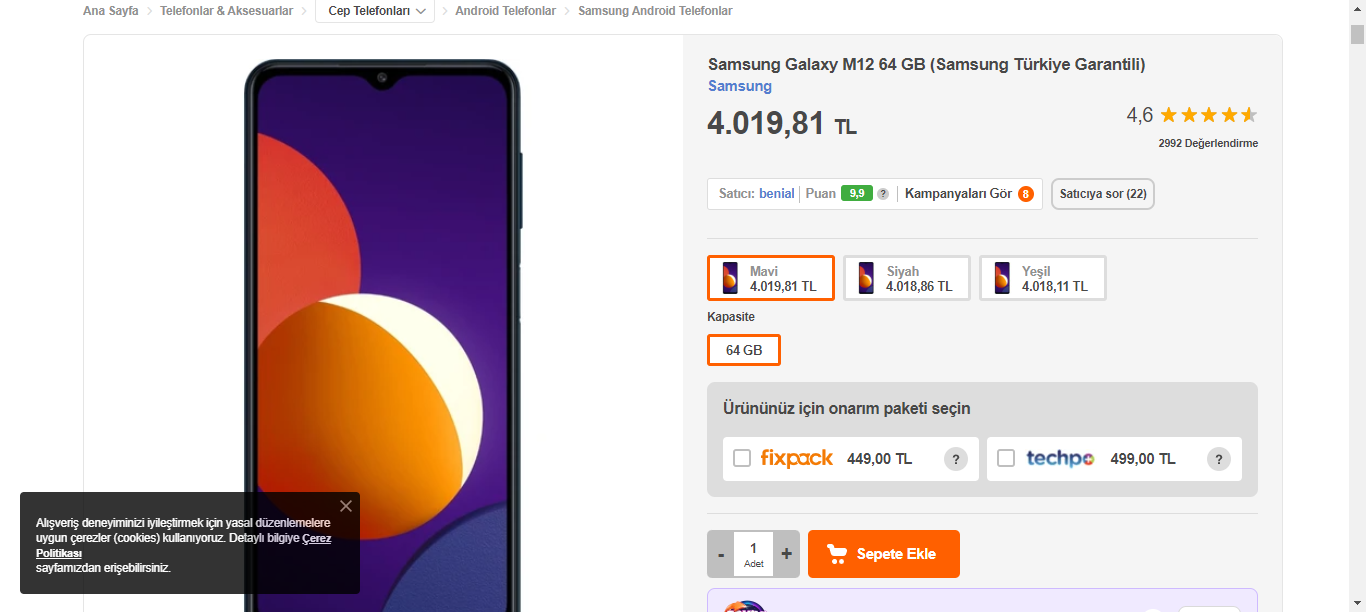 Ana Sayfa
Telefonlar & Aksesuarlar
Cep Telefonları
Android Telefonlar
Samsung Android Telefonlar
Samsung Galaxy M12 64 GB (Samsung Türkiye Garantili)
Samsung
4.019,81 TL
4,6
2992 Değerlendirme
Satıcı: benial
Puan 9,9 ?
Kampanyaları Gör 8
Satıcıya sor (22)
Mavi
4.019,81 TL
Siyah
4.018,86 TL
Yeşil
4.018,11 TL
Kapasite
64 GB
Ürününüz için onarım paketi seçin
fixpack 449,00 TL ?
techpo 499,00 TL ?
- 1 +
Adet
Sepete Ekle
Alışveriş deneyiminizi iyileştirmek için yasal düzenlemelere
uygun çerezler (cookies) kullanıyoruz. Detaylı bilgiye Çerez
Politikası
sayfamızdan erişebilirsiniz.